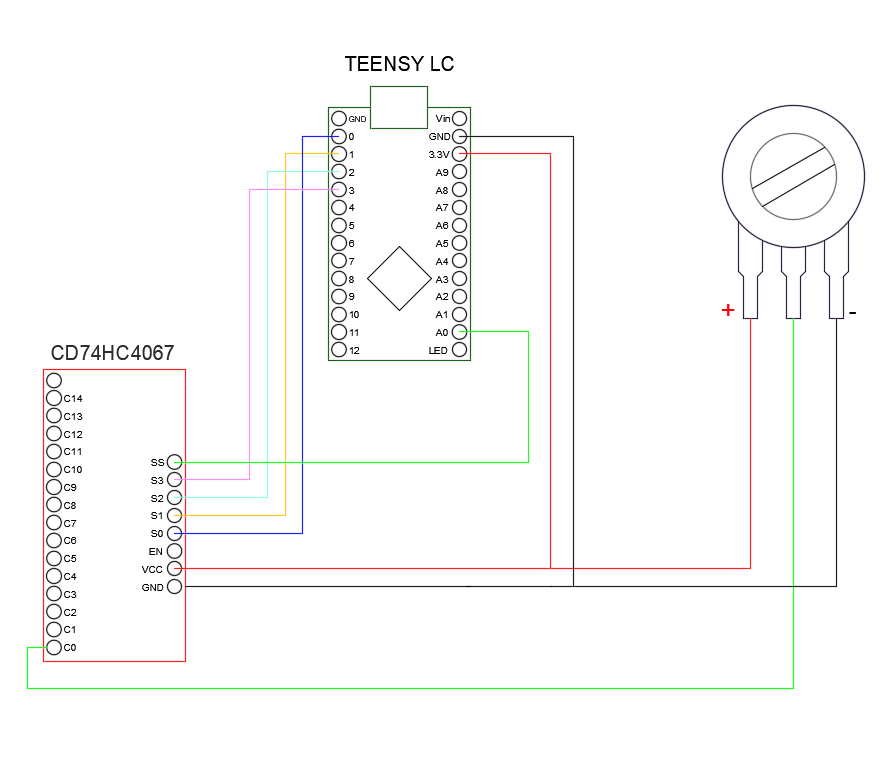 TEENSY LC
GND Vin
0 GND
1 3.3V
2 A9
3 A8
4 A7
5 A6
6 A5
7 A4
8 A3
9 A2
10 A1
11 A0
12 LED
+ -
CD74HC4067
C14
C13
C12
C11
C10
C9
C8
C7
C6
C5
C4
C3
C2
C1
C0
SS
S3
S2
S1
S0
EN
VCC
GND